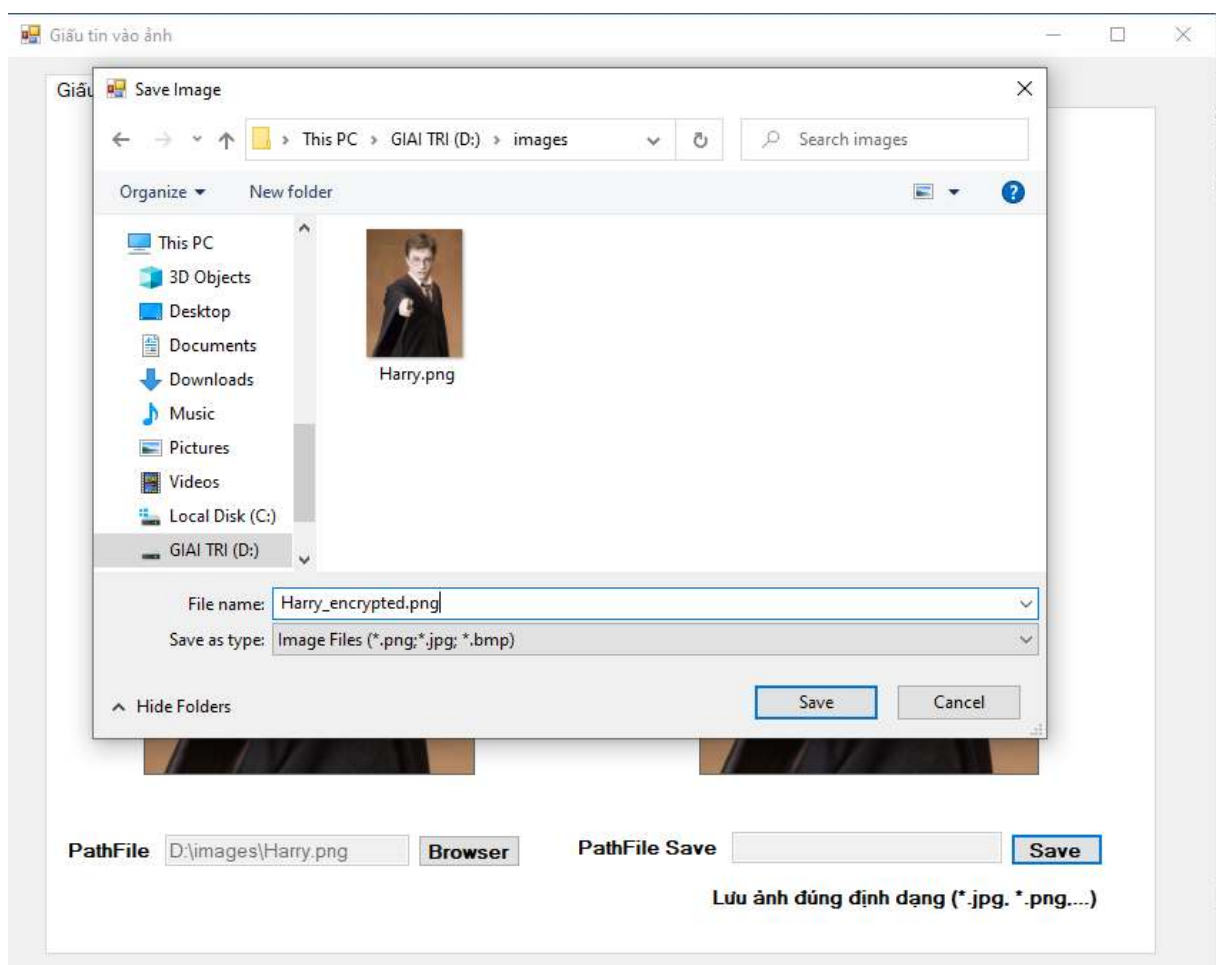 Giấu tin vào ảnh
Giấu
Save Image
This PC > GIAI TRI (D:) > images
Search images
Organize
New folder
This PC
3D Objects
Desktop
Documents
Downloads
Music
Pictures
Videos
Local Disk (C:)
GIAI TRI (D:)
Harry.png
File name: Harry_encrypted.png
Save as type: Image Files (*.png;*.jpg; *.bmp)
Hide Folders
Save
Cancel
PathFile D:\images\Harry.png Browser
PathFile Save
Save
Lưu ảnh đúng định dạng (*.jpg, *.png,...)